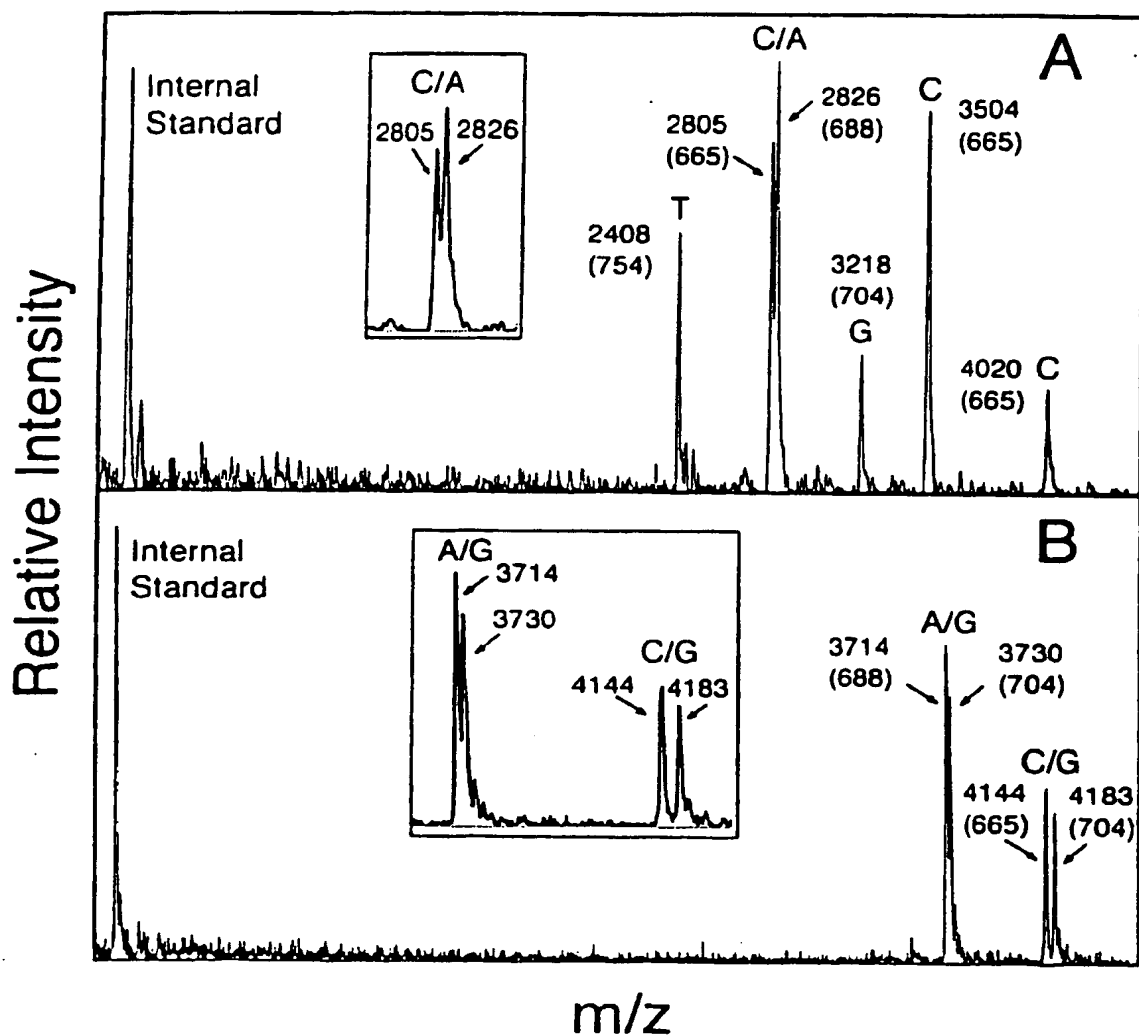 Relative Intensity
A
Internal
Standard
C/A
2805
2826
T
2408
(754)
C/A
2805
(665)
2826
(688)
3218
(704)
G
C
3504
(665)
4020
(665)
C
B
Internal
Standard
A/G
3714
3730
C/G
4144
4183
A/G
3714
(688)
3730
(704)
C/G
4144
(665)
4183
(704)
m/z